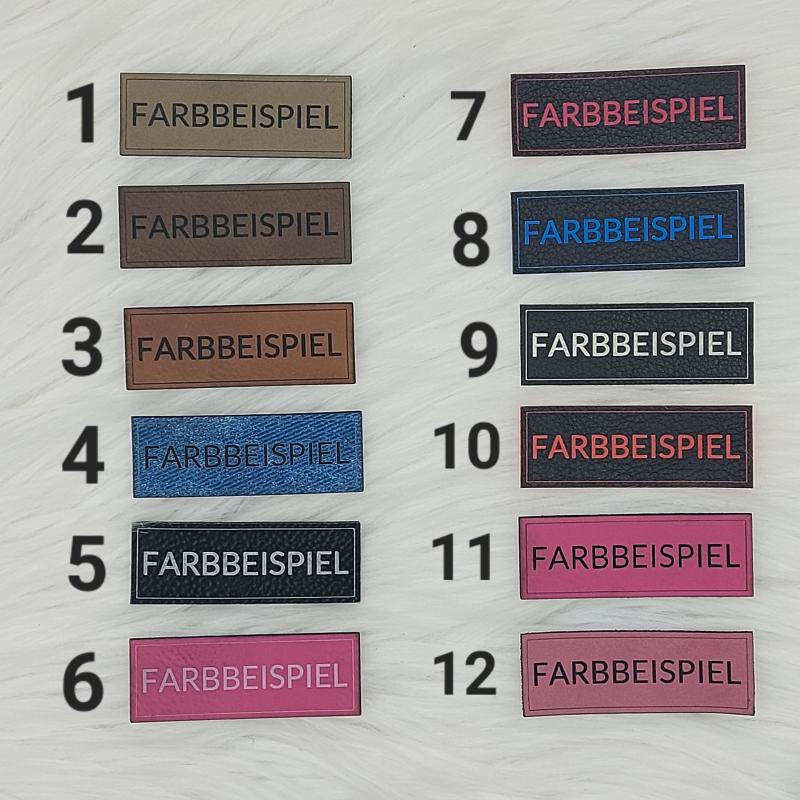 1 FARBBEISPIEL
2 FARBBEISPIEL
3 FARBBEISPIEL
4 FARBBEISPIEL
5 FARBBEISPIEL
6 FARBBEISPIEL
7 FARBBEISPIEL
8 FARBBEISPIEL
9 FARBBEISPIEL
10 FARBBEISPIEL
11 FARBBEISPIEL
12 FARBBEISPIEL